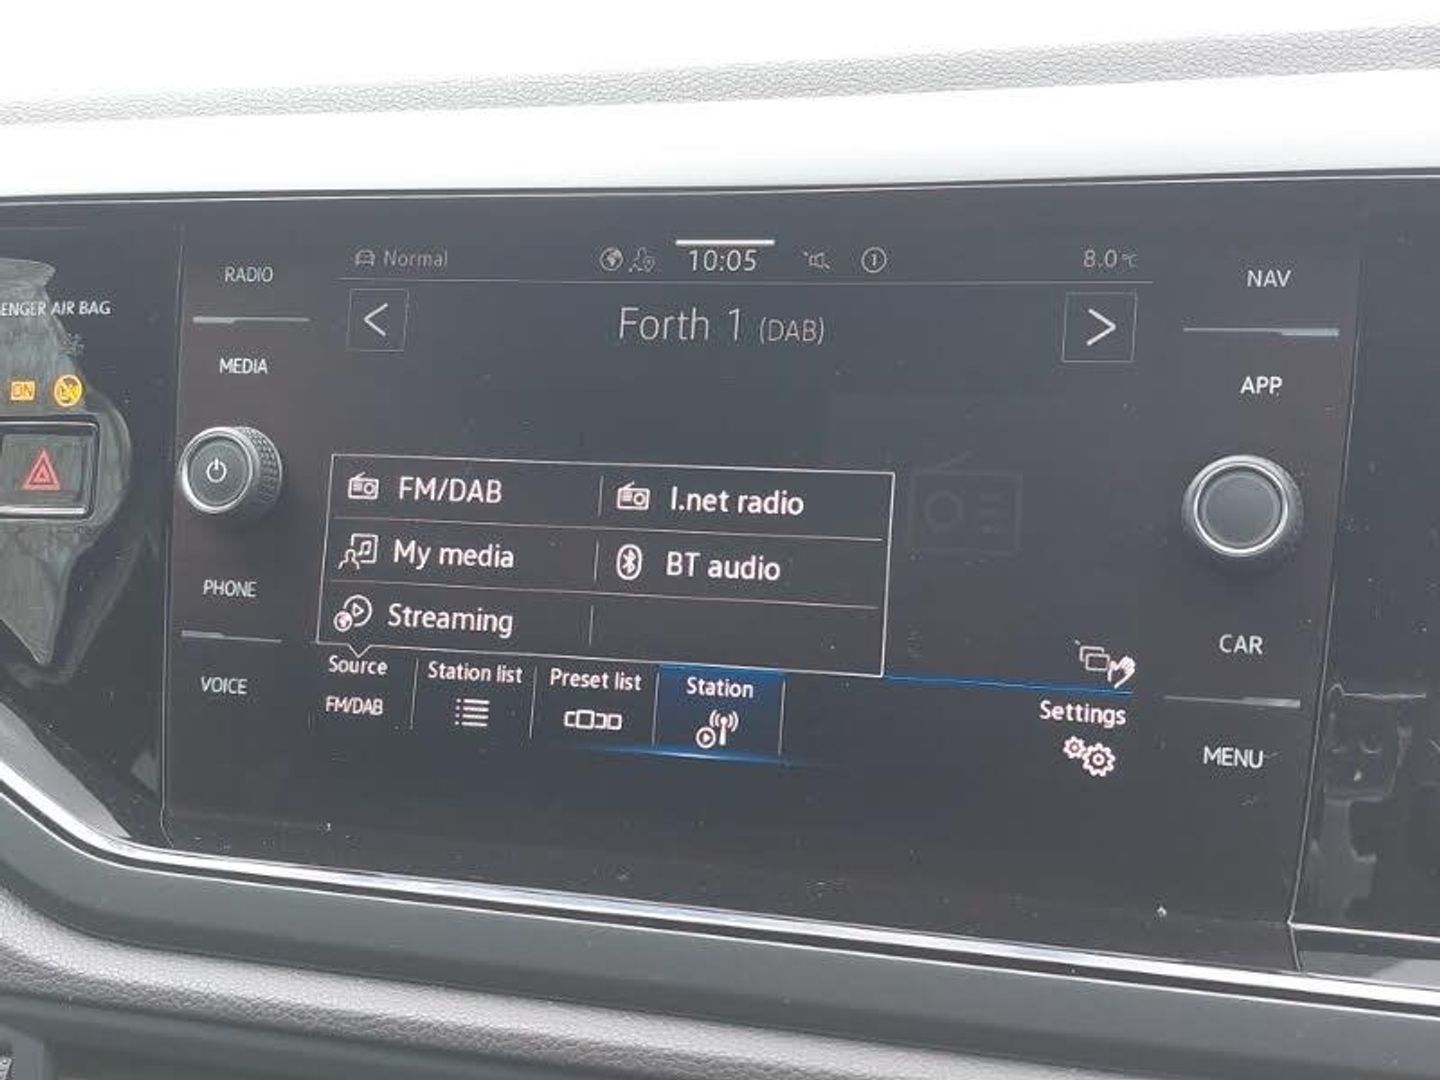 Normal 10:05 1 8.0°C
RADIO
NAV
ENGER AIR BAG
Forth 1 (DAB)
MEDIA
APP
ON
FM/DAB I.net radio
My media BT audio
Streaming
PHONE
CAR
Source Station list Preset list Station
FM/DAB
Settings
VOICE
MENU